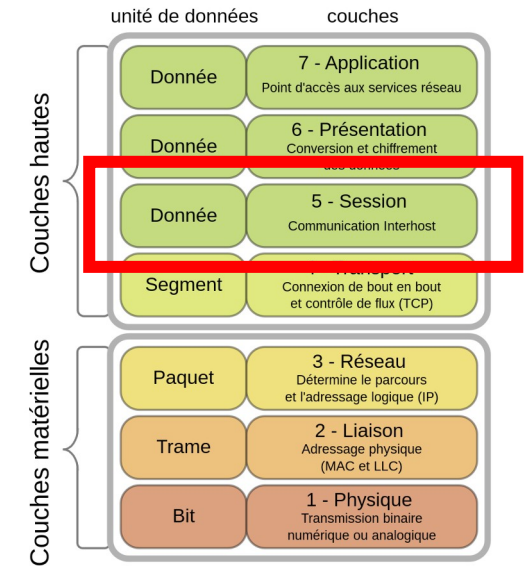 unité de données couches
Couches hautes
Donnée
7 - Application
Point d'accès aux services réseau
Donnée
6 - Présentation
Conversion et chiffrement
des données
Donnée
5 - Session
Communication Interhost
Segment
Transport
Connexion de bout en bout
et contrôle de flux (TCP)
Couches matérielles
Paquet
3 - Réseau
Détermine le parcours
et l'adressage logique (IP)
Trame
2 - Liaison
Adressage physique
(MAC et LLC)
Bit
1 - Physique
Transmission binaire
numérique ou analogique